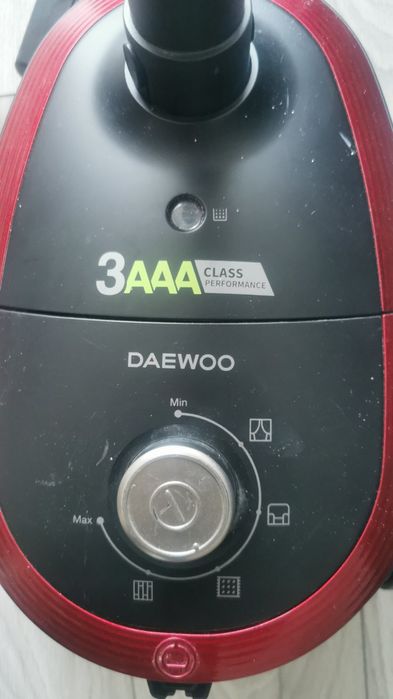 3AAA CLASS
PERFORMANCE
DAEWOO
Min
Max